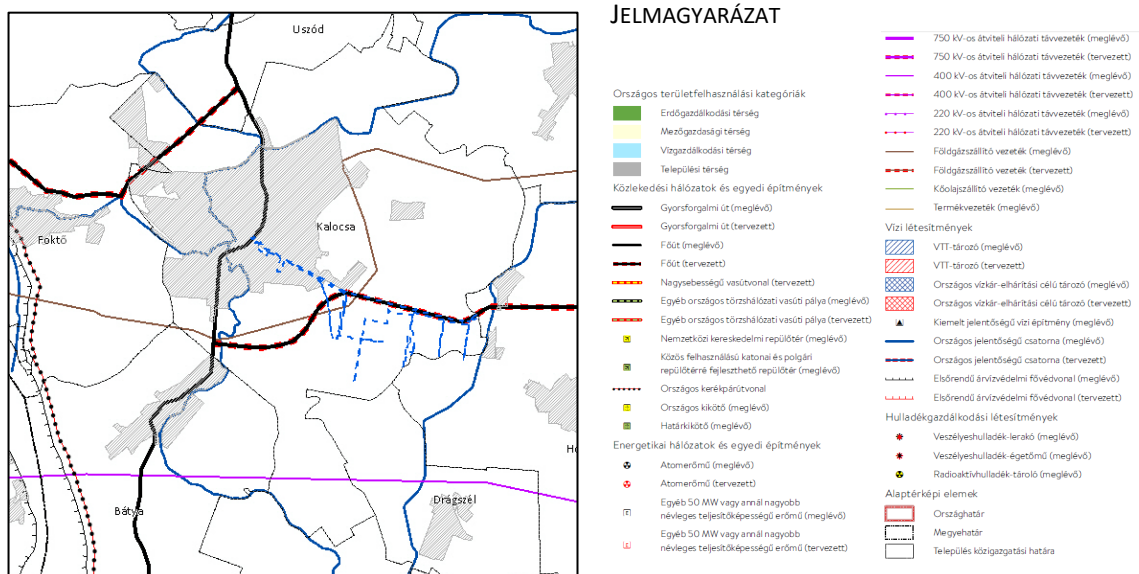 Uszód
Kalocsa
Foktő
Bátya
Drágszél
JELMAGYARÁZAT
Országos területfelhasználási kategóriák
Erdőgazdálkodási térség
Mezőgazdasági térség
Vízgazdálkodási térség
Települési térség
Közlekedési hálózatok és egyedi építmények
Gyorsforgalmi út (meglévő)
Gyorsforgalmi út (tervezett)
Főút (meglévő)
Főút (tervezett)
Nagysebességű vasútvonal (tervezett)
Egyéb országos törzshálózati vasúti pálya (meglévő)
Egyéb országos törzshálózati vasúti pálya (tervezett)
Nemzetközi kereskedelmi repülőtér (meglévő)
Közös felhasználású katonai és polgári
repülőtérré fejleszthető repülőtér (meglévő)
Országos kerékpárútvonal
Országos kikötő (meglévő)
Határkikötő (meglévő)
Energetikai hálózatok és egyedi építmények
Atomerőmű (meglévő)
Atomerőmű (tervezett)
Egyéb 50 MW vagy annál nagyobb
névleges teljesítőképességű erőmű (meglévő)
Egyéb 50 MW vagy annál nagyobb
névleges teljesítőképességű erőmű (tervezett)
750 kV-os átviteli hálózati távvezeték (meglévő)
750 kV-os átviteli hálózati távvezeték (tervezett)
400 kV-os átviteli hálózati távvezeték (meglévő)
400 kV-os átviteli hálózati távvezeték (tervezett)
220 kV-os átviteli hálózati távvezeték (meglévő)
220 kV-os átviteli hálózati távvezeték (tervezett)
Földgázszállító vezeték (meglévő)
Földgázszállító vezeték (tervezett)
Kőolajszállító vezeték (meglévő)
Termékvezeték (meglévő)
Vízi létesítmények
VTT-tározó (meglévő)
VTT-tározó (tervezett)
Országos vízkár-elhárítási célú tározó (meglévő)
Országos vízkár-elhárítási célú tározó (tervezett)
Kiemelt jelentőségű vízi építmény (meglévő)
Országos jelentőségű csatorna (meglévő)
Országos jelentőségű csatorna (tervezett)
Elsőrendű árvízvédelmi fővédvonal (meglévő)
Elsőrendű árvízvédelmi fővédvonal (tervezett)
Hulladékgazdálkodási létesítmények
Veszélyeshulladék-lerakó (meglévő)
Veszélyeshulladék-égetőmű (meglévő)
Radioaktívhulladék-tároló (meglévő)
Alaptérképi elemek
Országhatár
Megyehatár
Település közigazgatási határa